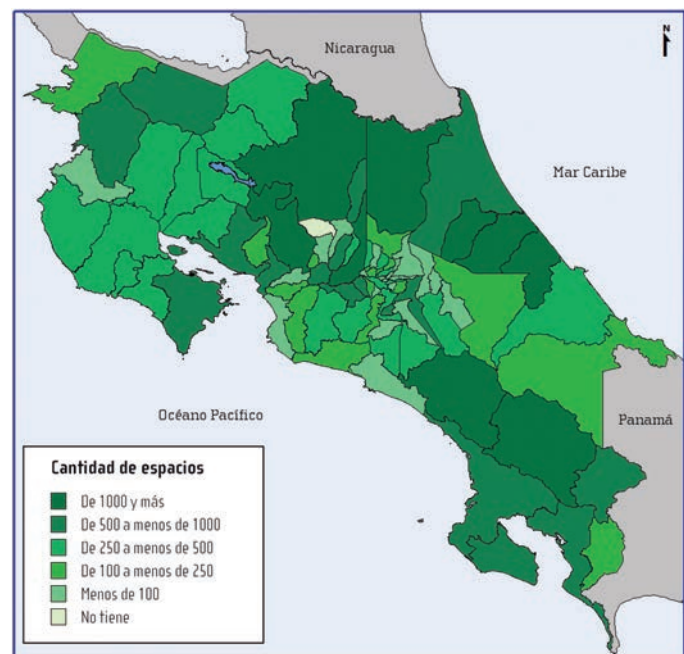 N
Nicaragua
Mar Caribe
Océano Pacífico
Panamá
Cantidad de espacios
De 1000 y más
De 500 a menos de 1000
De 250 a menos de 500
De 100 a menos de 250
Menos de 100
No tiene